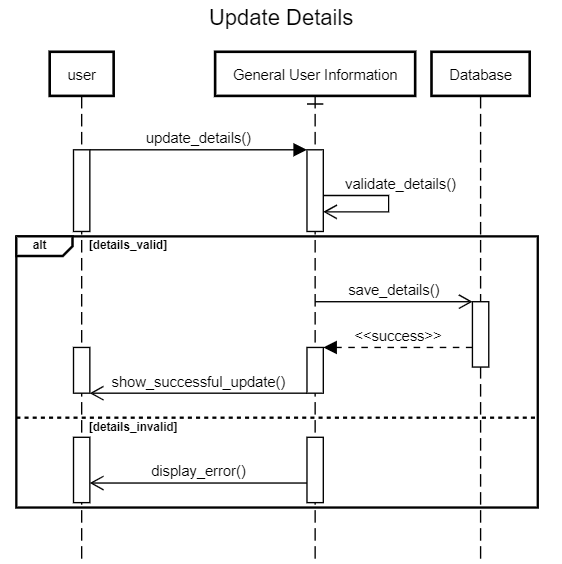 Update Details
user
General User Information
Database
update_details()
validate_details()
alt
[details_valid]
save_details()
<<success>>
show_successful_update()
[details_invalid]
display_error()